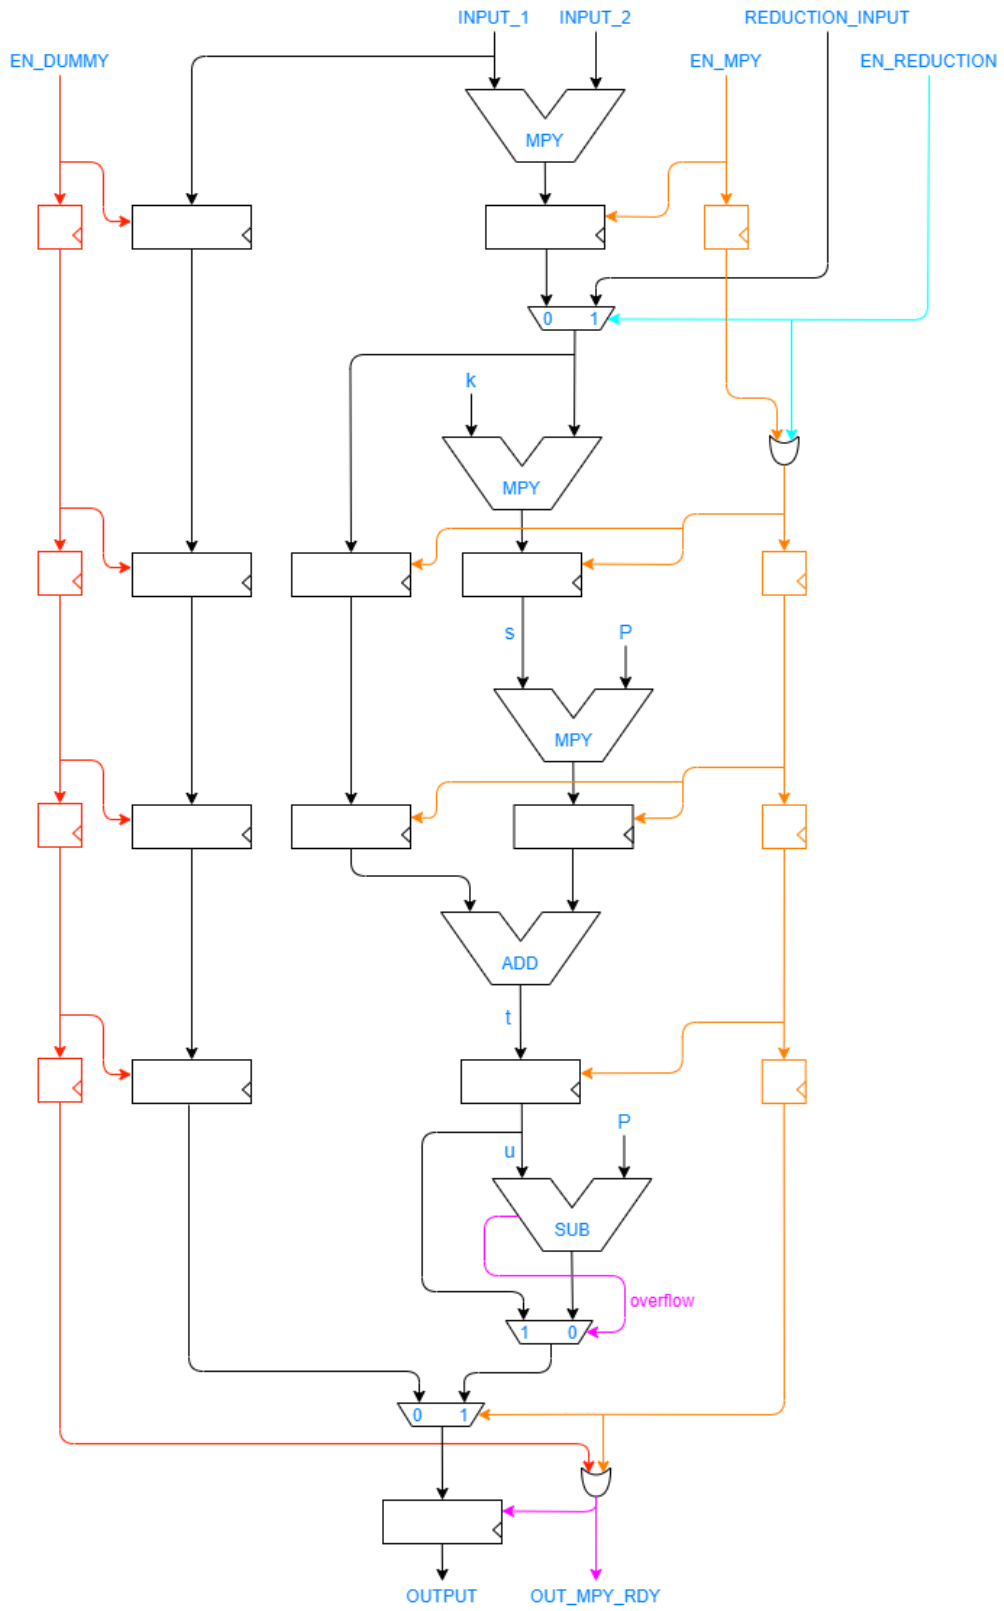 INPUT_1
INPUT_2
REDUCTION_INPUT
EN_DUMMY
EN_MPY
EN_REDUCTION
MPY
0 1
k
MPY
s
P
MPY
ADD
t
u
P
SUB
overflow
1 0
0 1
OUTPUT
OUT_MPY_RDY